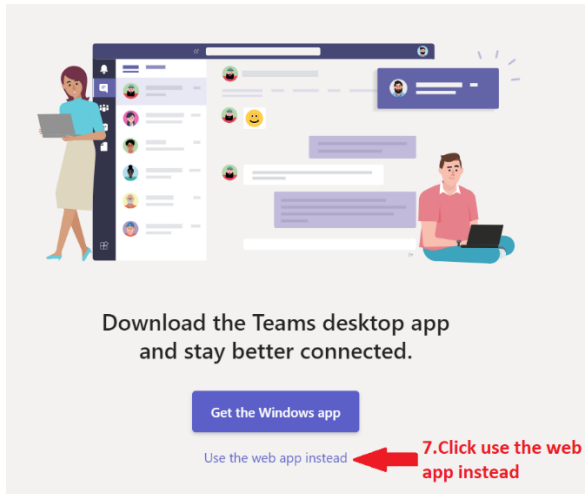 Download the Teams desktop app
and stay better connected.
Get the Windows app
Use the web app instead
7.Click use the web
app instead